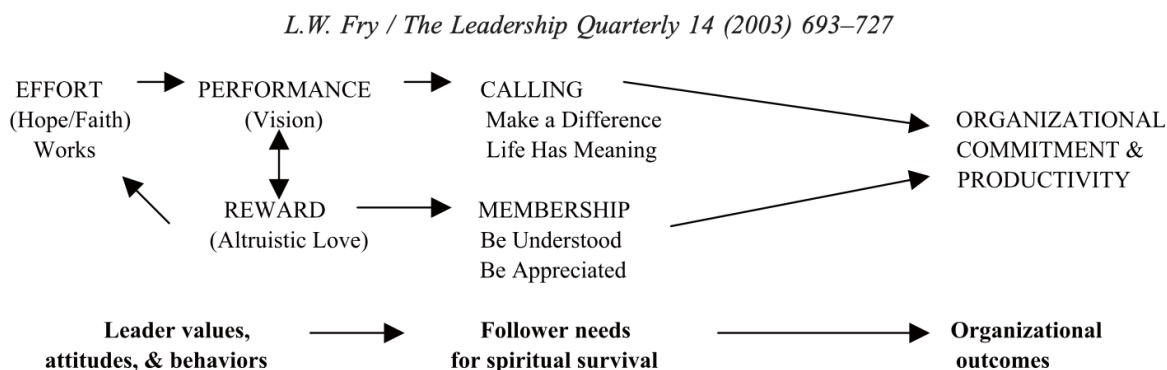 L.W. Fry / The Leadership Quarterly 14 (2003) 693–727
EFFORT
(Hope/Faith)
Works
PERFORMANCE
(Vision)
REWARD
(Altruistic Love)
CALLING
Make a Difference
Life Has Meaning
MEMBERSHIP
Be Understood
Be Appreciated
ORGANIZATIONAL
COMMITMENT &
PRODUCTIVITY
Leader values,
attitudes, & behaviors
Follower needs
for spiritual survival
Organizational
outcomes